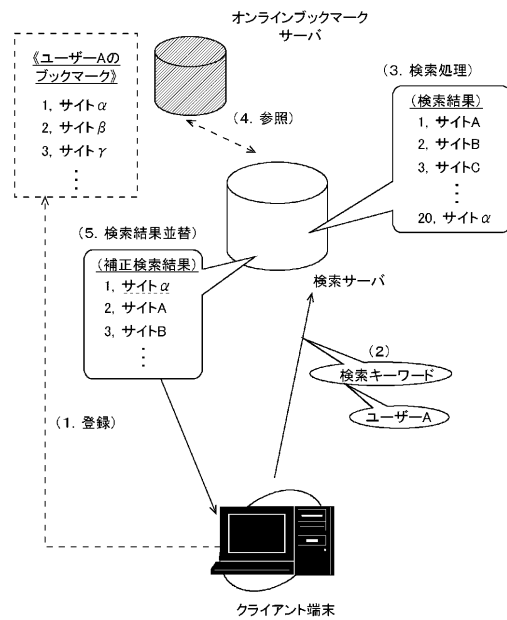 オンラインブックマーク
サーバ
《ユーザーAの
ブックマーク》
1, サイトα
2, サイトβ
3, サイトγ
⋮
(3. 検索処理)
(検索結果)
1, サイトA
2, サイトB
3, サイトC
⋮
20, サイトα
(4. 参照)
(5. 検索結果並替)
(補正検索結果)
1, サイトα
2, サイトA
3, サイトB
⋮
検索サーバ
(2)
検索キーワード
ユーザーA
(1. 登録)
クライアント端末